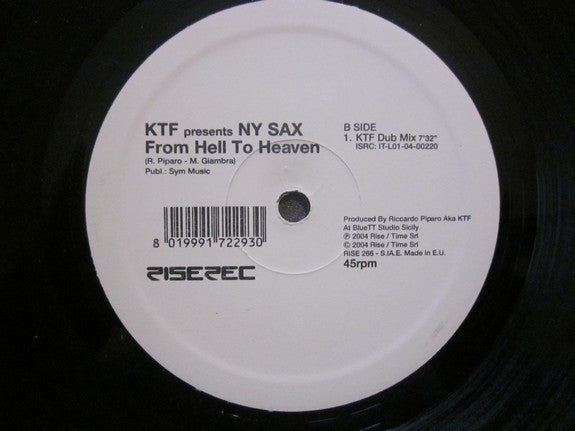 KTF presents NY SAX
From Hell To Heaven
(R. Piparo - M. Giambra)
Publ.: Sym Music
8 019991 722930
RISEREC
B SIDE
1. KTF Dub Mix 7'32"
ISRC: IT-L01-04-00220
Produced By Riccardo Piparo Aka KTF
At BlueTT Studio Sicily
℗ 2004 Rise / Time Srl
© 2004 Rise / Time Srl
RISE 266 - S.I.A.E. Made in E.U.
45rpm